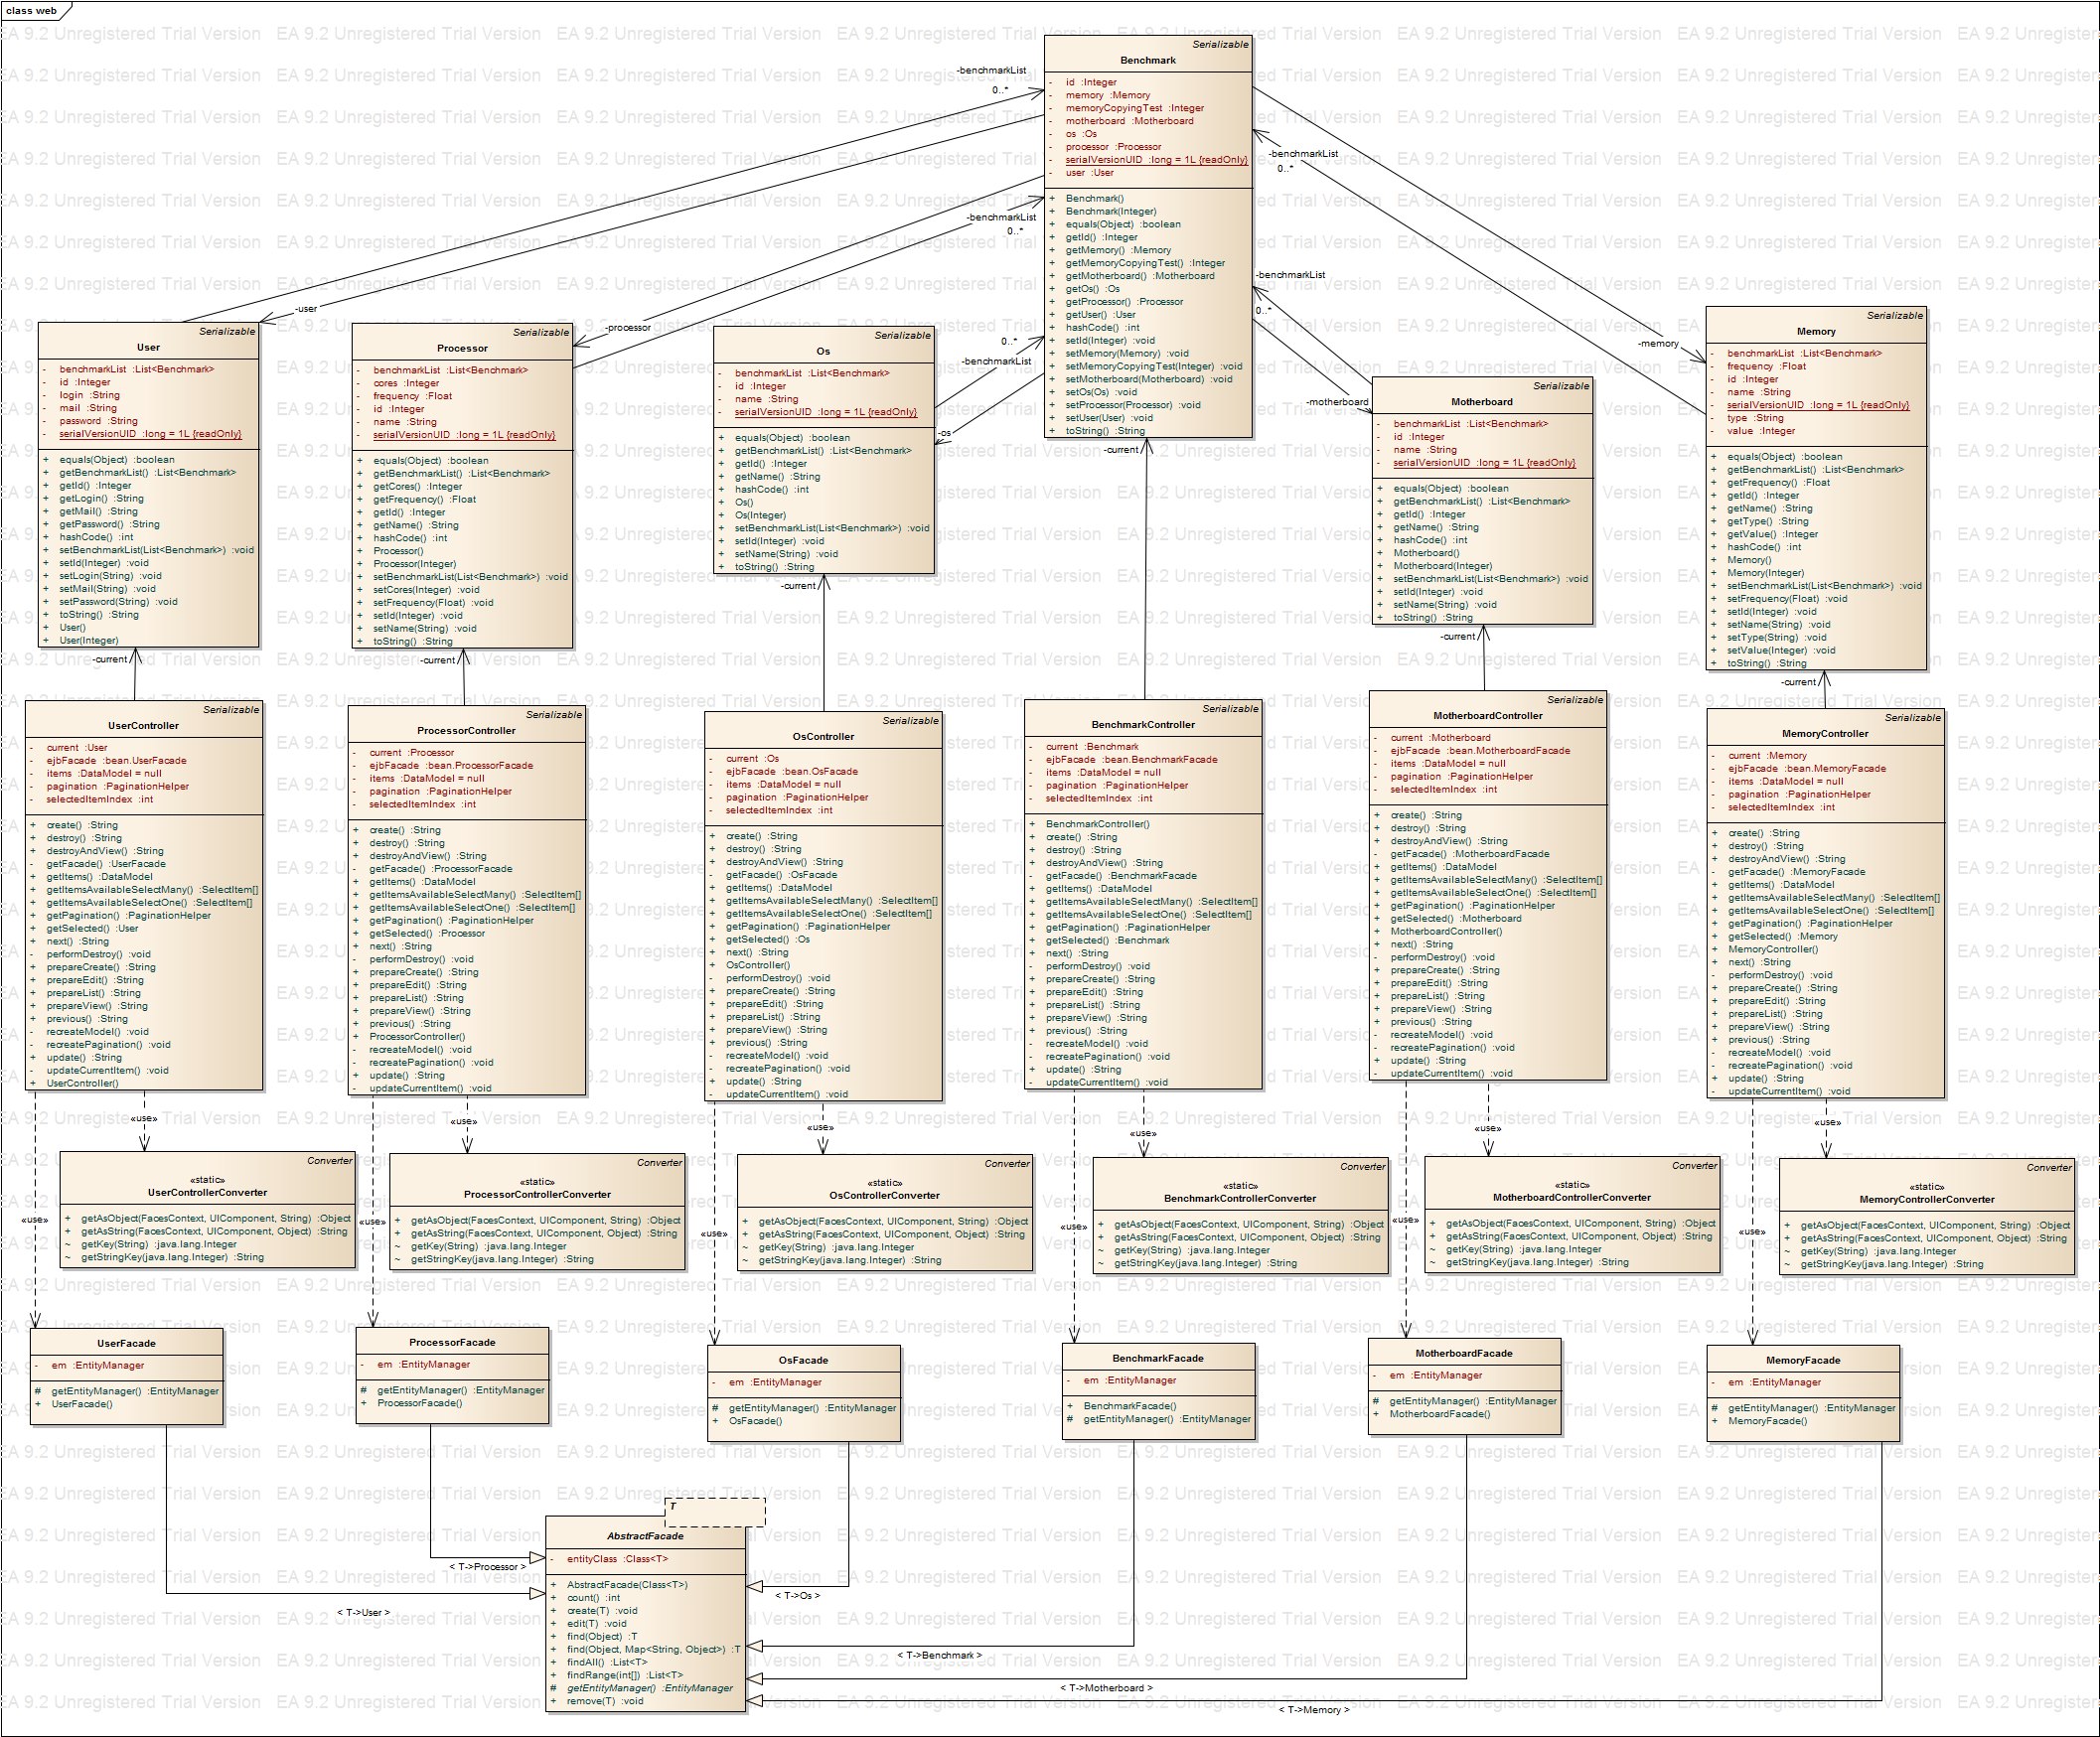 class web
EA 9.2 Unregistered Trial Version
Serializable
Benchmark
- id :Integer
- memory :Memory
- memoryCopyingTest :Integer
- motherboard :Motherboard
- os :Os
- processor :Processor
- serialVersionUID :long = 1L {readOnly}
- user :User
+ Benchmark()
+ Benchmark(Integer)
+ equals(Object) :boolean
+ getId() :Integer
+ getMemory() :Memory
+ getMemoryCopyingTest() :Integer
+ getMotherboard() :Motherboard
+ getOs() :Os
+ getProcessor() :Processor
+ getUser() :User
+ hashCode() :int
+ setId(Integer) :void
+ setMemory(Memory) :void
+ setMemoryCopyingTest(Integer) :void
+ setMotherboard(Motherboard) :void
+ setOs(Os) :void
+ setProcessor(Processor) :void
+ setUser(User) :void
+ toString() :String
-benchmarkList
0..*
-benchmarkList
0..*
-benchmarkList
0..*
-benchmarkList
0..*
0..*
-benchmarkList
-user
-processor
-os
-motherboard
-memory
Serializable
User
- benchmarkList :List<Benchmark>
- id :Integer
- login :String
- mail :String
- password :String
- serialVersionUID :long = 1L {readOnly}
+ equals(Object) :boolean
+ getBenchmarkList() :List<Benchmark>
+ getId() :Integer
+ getLogin() :String
+ getMail() :String
+ getPassword() :String
+ hashCode() :int
+ setBenchmarkList(List<Benchmark>) :void
+ setId(Integer) :void
+ setLogin(String) :void
+ setMail(String) :void
+ setPassword(String) :void
+ toString() :String
+ User()
+ User(Integer)
Serializable
Processor
- benchmarkList :List<Benchmark>
- cores :Integer
- frequency :Float
- id :Integer
- name :String
- serialVersionUID :long = 1L {readOnly}
+ equals(Object) :boolean
+ getBenchmarkList() :List<Benchmark>
+ getCores() :Integer
+ getFrequency() :Float
+ getId() :Integer
+ getName() :String
+ hashCode() :int
+ Processor()
+ Processor(Integer)
+ setBenchmarkList(List<Benchmark>) :void
+ setCores(Integer) :void
+ setFrequency(Float) :void
+ setId(Integer) :void
+ setName(String) :void
+ toString() :String
Serializable
Os
- benchmarkList :List<Benchmark>
- id :Integer
- name :String
- serialVersionUID :long = 1L {readOnly}
+ equals(Object) :boolean
+ getBenchmarkList() :List<Benchmark>
+ getId() :Integer
+ getName() :String
+ hashCode() :int
+ Os()
+ Os(Integer)
+ setBenchmarkList(List<Benchmark>) :void
+ setId(Integer) :void
+ setName(String) :void
+ toString() :String
Serializable
Motherboard
- benchmarkList :List<Benchmark>
- id :Integer
- name :String
- serialVersionUID :long = 1L {readOnly}
+ equals(Object) :boolean
+ getBenchmarkList() :List<Benchmark>
+ getId() :Integer
+ getName() :String
+ hashCode() :int
+ Motherboard()
+ Motherboard(Integer)
+ setBenchmarkList(List<Benchmark>) :void
+ setId(Integer) :void
+ setName(String) :void
+ toString() :String
Serializable
Memory
- benchmarkList :List<Benchmark>
- frequency :Float
- id :Integer
- name :String
- serialVersionUID :long = 1L {readOnly}
- type :String
- value :Integer
+ equals(Object) :boolean
+ getBenchmarkList() :List<Benchmark>
+ getFrequency() :Float
+ getId() :Integer
+ getName() :String
+ getType() :String
+ getValue() :Integer
+ hashCode() :int
+ Memory()
+ Memory(Integer)
+ setBenchmarkList(List<Benchmark>) :void
+ setFrequency(Float) :void
+ setId(Integer) :void
+ setName(String) :void
+ setType(String) :void
+ setValue(Integer) :void
+ toString() :String
-current
-current
-current
-current
-current
-current
Serializable
UserController
- current :User
- ejbFacade :bean.UserFacade
- items :DataModel = null
- pagination :PaginationHelper
- selectedItemIndex :int
+ create() :String
+ destroy() :String
+ destroyAndView() :String
- getFacade() :UserFacade
+ getItems() :DataModel
+ getItemsAvailableSelectMany() :SelectItem[]
+ getItemsAvailableSelectOne() :SelectItem[]
+ getPagination() :PaginationHelper
+ getSelected() :User
+ next() :String
- performDestroy() :void
+ prepareCreate() :String
+ prepareEdit() :String
+ prepareList() :String
+ prepareView() :String
+ previous() :String
- recreateModel() :void
- recreatePagination() :void
+ update() :String
- updateCurrentItem() :void
+ UserController()
Serializable
ProcessorController
- current :Processor
- ejbFacade :bean.ProcessorFacade
- items :DataModel = null
- pagination :PaginationHelper
- selectedItemIndex :int
+ create() :String
+ destroy() :String
+ destroyAndView() :String
- getFacade() :ProcessorFacade
+ getItems() :DataModel
+ getItemsAvailableSelectMany() :SelectItem[]
+ getItemsAvailableSelectOne() :SelectItem[]
+ getPagination() :PaginationHelper
+ getSelected() :Processor
+ next() :String
- performDestroy() :void
+ prepareCreate() :String
+ prepareEdit() :String
+ prepareList() :String
+ prepareView() :String
+ previous() :String
+ ProcessorController()
- recreateModel() :void
- recreatePagination() :void
+ update() :String
- updateCurrentItem() :void
Serializable
OsController
- current :Os
- ejbFacade :bean.OsFacade
- items :DataModel = null
- pagination :PaginationHelper
- selectedItemIndex :int
+ create() :String
+ destroy() :String
+ destroyAndView() :String
- getFacade() :OsFacade
+ getItems() :DataModel
+ getItemsAvailableSelectMany() :SelectItem[]
+ getItemsAvailableSelectOne() :SelectItem[]
+ getPagination() :PaginationHelper
+ getSelected() :Os
+ next() :String
+ OsController()
- performDestroy() :void
+ prepareCreate() :String
+ prepareEdit() :String
+ prepareList() :String
+ prepareView() :String
+ previous() :String
- recreateModel() :void
- recreatePagination() :void
+ update() :String
- updateCurrentItem() :void
Serializable
BenchmarkController
- current :Benchmark
- ejbFacade :bean.BenchmarkFacade
- items :DataModel = null
- pagination :PaginationHelper
- selectedItemIndex :int
+ BenchmarkController()
+ create() :String
+ destroy() :String
+ destroyAndView() :String
- getFacade() :BenchmarkFacade
+ getItems() :DataModel
+ getItemsAvailableSelectMany() :SelectItem[]
+ getItemsAvailableSelectOne() :SelectItem[]
+ getPagination() :PaginationHelper
+ getSelected() :Benchmark
+ next() :String
- performDestroy() :void
+ prepareCreate() :String
+ prepareEdit() :String
+ prepareList() :String
+ prepareView() :String
+ previous() :String
- recreateModel() :void
- recreatePagination() :void
+ update() :String
- updateCurrentItem() :void
Serializable
MotherboardController
- current :Motherboard
- ejbFacade :bean.MotherboardFacade
- items :DataModel = null
- pagination :PaginationHelper
- selectedItemIndex :int
+ create() :String
+ destroy() :String
+ destroyAndView() :String
- getFacade() :MotherboardFacade
+ getItems() :DataModel
+ getItemsAvailableSelectMany() :SelectItem[]
+ getItemsAvailableSelectOne() :SelectItem[]
+ getPagination() :PaginationHelper
+ getSelected() :Motherboard
+ MotherboardController()
+ next() :String
- performDestroy() :void
+ prepareCreate() :String
+ prepareEdit() :String
+ prepareList() :String
+ prepareView() :String
+ previous() :String
- recreateModel() :void
- recreatePagination() :void
+ update() :String
- updateCurrentItem() :void
Serializable
MemoryController
- current :Memory
- ejbFacade :bean.MemoryFacade
- items :DataModel = null
- pagination :PaginationHelper
- selectedItemIndex :int
+ create() :String
+ destroy() :String
+ destroyAndView() :String
- getFacade() :MemoryFacade
+ getItems() :DataModel
+ getItemsAvailableSelectMany() :SelectItem[]
+ getItemsAvailableSelectOne() :SelectItem[]
+ getPagination() :PaginationHelper
+ getSelected() :Memory
+ MemoryController()
+ next() :String
- performDestroy() :void
+ prepareCreate() :String
+ prepareEdit() :String
+ prepareList() :String
+ prepareView() :String
+ previous() :String
- recreateModel() :void
- recreatePagination() :void
+ update() :String
- updateCurrentItem() :void
«use»
«use»
«use»
«use»
«use»
«use»
Converter
«static»
UserControllerConverter
+ getAsObject(FacesContext, UIComponent, String) :Object
+ getAsString(FacesContext, UIComponent, Object) :String
~ getKey(String) :java.lang.Integer
~ getStringKey(java.lang.Integer) :String
Converter
«static»
ProcessorControllerConverter
+ getAsObject(FacesContext, UIComponent, String) :Object
+ getAsString(FacesContext, UIComponent, Object) :String
~ getKey(String) :java.lang.Integer
~ getStringKey(java.lang.Integer) :String
Converter
«static»
OsControllerConverter
+ getAsObject(FacesContext, UIComponent, String) :Object
+ getAsString(FacesContext, UIComponent, Object) :String
~ getKey(String) :java.lang.Integer
~ getStringKey(java.lang.Integer) :String
Converter
«static»
BenchmarkControllerConverter
+ getAsObject(FacesContext, UIComponent, String) :Object
+ getAsString(FacesContext, UIComponent, Object) :String
~ getKey(String) :java.lang.Integer
~ getStringKey(java.lang.Integer) :String
Converter
«static»
MotherboardControllerConverter
+ getAsObject(FacesContext, UIComponent, String) :Object
+ getAsString(FacesContext, UIComponent, Object) :String
~ getKey(String) :java.lang.Integer
~ getStringKey(java.lang.Integer) :String
Converter
«static»
MemoryControllerConverter
+ getAsObject(FacesContext, UIComponent, String) :Object
+ getAsString(FacesContext, UIComponent, Object) :String
~ getKey(String) :java.lang.Integer
~ getStringKey(java.lang.Integer) :String
«use»
«use»
«use»
«use»
«use»
«use»
UserFacade
- em :EntityManager
# getEntityManager() :EntityManager
+ UserFacade()
ProcessorFacade
- em :EntityManager
# getEntityManager() :EntityManager
+ ProcessorFacade()
OsFacade
- em :EntityManager
# getEntityManager() :EntityManager
+ OsFacade()
BenchmarkFacade
- em :EntityManager
+ BenchmarkFacade()
# getEntityManager() :EntityManager
MotherboardFacade
- em :EntityManager
# getEntityManager() :EntityManager
+ MotherboardFacade()
MemoryFacade
- em :EntityManager
# getEntityManager() :EntityManager
+ MemoryFacade()
T
AbstractFacade
- entityClass :Class<T>
+ AbstractFacade(Class<T>)
+ count() :int
+ create(T) :void
+ edit(T) :void
+ find(Object) :T
+ find(Object, Map<String, Object>) :T
+ findAll() :List<T>
+ findRange(int[]) :List<T>
# getEntityManager() :EntityManager
+ remove(T) :void
< T->Processor >
< T->User >
< T->Os >
< T->Benchmark >
< T->Motherboard >
< T->Memory >